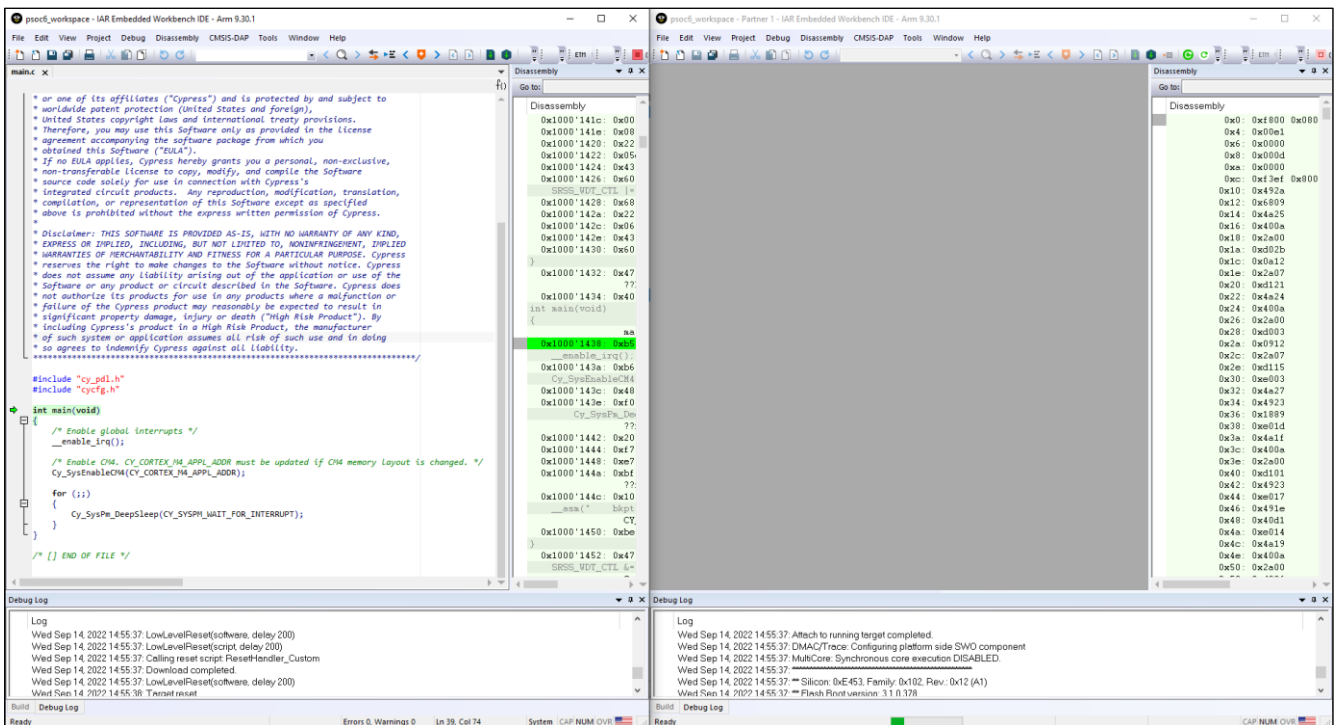 psoc6_workspace - IAR Embedded Workbench IDE - Arm 9.30.1
File Edit View Project Debug Disassembly CMSIS-DAP Tools Window Help
ETH
main.c
f()
* or one of its affiliates ("Cypress") and is protected by and subject to
* worldwide patent protection (United States and foreign),
* United States copyright laws and international treaty provisions.
* Therefore, you may use this Software only as provided in the license
* agreement accompanying the software package from which you
* obtained this Software ("EULA").
* If no EULA applies, Cypress hereby grants you a personal, non-exclusive,
* non-transferable license to copy, modify, and compile the Software
* source code solely for use in connection with Cypress's
* integrated circuit products. Any reproduction, modification, translation,
* compilation, or representation of this Software except as specified
* above is prohibited without the express written permission of Cypress.
*
* Disclaimer: THIS SOFTWARE IS PROVIDED AS-IS, WITH NO WARRANTY OF ANY KIND,
* EXPRESS OR IMPLIED, INCLUDING, BUT NOT LIMITED TO, NONINFRINGEMENT, IMPLIED
* WARRANTIES OF MERCHANTABILITY AND FITNESS FOR A PARTICULAR PURPOSE. Cypress
* reserves the right to make changes to the Software without notice. Cypress
* does not assume any liability arising out of the application or use of the
* Software or any product or circuit described in the Software. Cypress does
* not authorize its products for use in any products where a malfunction or
* failure of the Cypress product may reasonably be expected to result in
* significant property damage, injury or death ("High Risk Product"). By
* including Cypress's product in a High Risk Product, the manufacturer
* of such system or application assumes all risk of such use and in doing
* so agrees to indemnify Cypress against all liability.
*******************************************************************************/
#include "cy_pdl.h"
#include "cycfg.h"
int main(void)
{
/* Enable global interrupts */
__enable_irq();
/* Enable CM4. CY_CORTEX_M4_APPL_ADDR must be updated if CM4 memory layout is changed. */
Cy_SysEnableCM4(CY_CORTEX_M4_APPL_ADDR);
for (;;)
{
Cy_SysPm_DeepSleep(CY_SYSPM_WAIT_FOR_INTERRUPT);
}
}
/* [] END OF FILE */
Disassembly
Go to:
Disassembly
0x1000'141c: 0x00
0x1000'141e: 0x08
0x1000'1420: 0x22
0x1000'1422: 0x05
0x1000'1424: 0x43
0x1000'1426: 0x60
SRSS_WDT_CTL |=
0x1000'1428: 0x68
0x1000'142a: 0x22
0x1000'142c: 0x06
0x1000'142e: 0x43
0x1000'1430: 0x60
}
0x1000'1432: 0x47
??
0x1000'1434: 0x40
int main(void)
{
ma
0x1000'1438: 0xb5
__enable_irq();
0x1000'143a: 0xb6
Cy_SysEnableCM4
0x1000'143c: 0x48
0x1000'143e: 0xf0
Cy_SysPm_De
??
0x1000'1442: 0x20
0x1000'1444: 0xf7
0x1000'1448: 0xe7
0x1000'144a: 0xbf
??
0x1000'144c: 0x10
__asm(" bkpt
CY_
0x1000'1450: 0xbe
}
0x1000'1452: 0x47
SRSS_WDT_CTL &=
Debug Log
Log
Wed Sep 14, 2022 14:55:37: LowLevelReset(software, delay 200)
Wed Sep 14, 2022 14:55:37: LowLevelReset(script, delay 200)
Wed Sep 14, 2022 14:55:37: Calling reset script: ResetHandler_Custom
Wed Sep 14, 2022 14:55:37: Download completed.
Wed Sep 14, 2022 14:55:37: LowLevelReset(software, delay 200)
Wed Sep 14, 2022 14:55:38: Target reset
Build Debug Log
Ready Errors 0, Warnings 0 Ln 39, Col 74 System CAP NUM OVR
psoc6_workspace - Partner 1 - IAR Embedded Workbench IDE - Arm 9.30.1
File Edit View Project Debug Disassembly CMSIS-DAP Tools Window Help
ETH
Disassembly
Go to:
Disassembly
0x0: 0xf800 0x080
0x4: 0x00e1
0x6: 0x0000
0x8: 0x000d
0xa: 0x0000
0xc: 0xf3ef 0x800
0x10: 0x492a
0x12: 0x6809
0x14: 0x4a25
0x16: 0x400a
0x18: 0x2a00
0x1a: 0xd02b
0x1c: 0x0a12
0x1e: 0x2a07
0x20: 0xd121
0x22: 0x4a24
0x24: 0x400a
0x26: 0x2a00
0x28: 0xd003
0x2a: 0x0912
0x2c: 0x2a07
0x2e: 0xd115
0x30: 0xe003
0x32: 0x4a27
0x34: 0x4923
0x36: 0x1889
0x38: 0xe01d
0x3a: 0x4a1f
0x3c: 0x400a
0x3e: 0x2a00
0x40: 0xd101
0x42: 0x4923
0x44: 0xe017
0x46: 0x491e
0x48: 0x40d1
0x4a: 0xe014
0x4c: 0x4a19
0x4e: 0x400a
0x50: 0x2a00
Debug Log
Log
Wed Sep 14, 2022 14:55:37: Attach to running target completed.
Wed Sep 14, 2022 14:55:37: DMAC/Trace: Configuring platform side SWO component
Wed Sep 14, 2022 14:55:37: MultiCore: Synchronous core execution DISABLED.
Wed Sep 14, 2022 14:55:37: ** Silicon: 0xE453, Family: 0x102, Rev.: 0x12 (A1)
Wed Sep 14, 2022 14:55:37: ** Flash Boot version: 3.1.0.378
Build Debug Log
Ready CAP NUM OVR